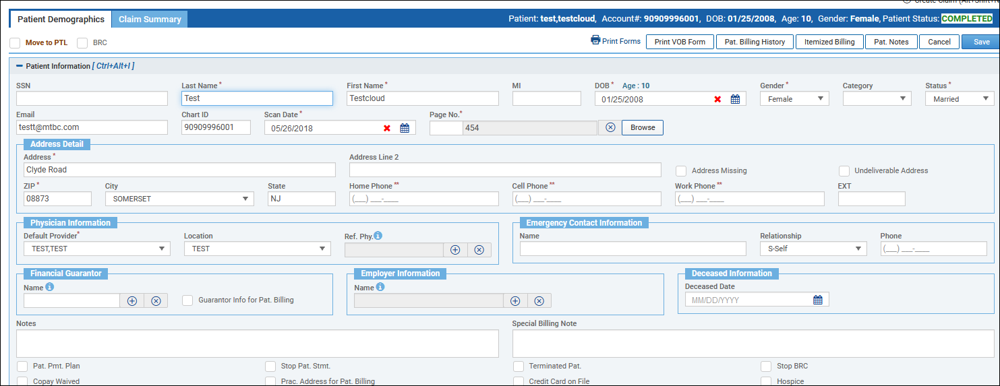 Create Claim (Alt+Shift+N
Patient Demographics Claim Summary Patient: test,testcloud, Account#: 90909996001, DOB: 01/25/2008, Age: 10, Gender: Female, Patient Status: COMPLETED
Move to PTL BRC Print Forms Print VOB Form Pat. Billing History Itemized Billing Pat. Notes Cancel Save
Patient Information [ Ctrl+Alt+I ]
SSN Last Name * First Name * MI DOB * Age : 10 Gender * Category Status *
Test Testcloud 01/25/2008 Female Married
Email Chart ID Scan Date * Page No.*
testt@mtbc.com 90909996001 05/26/2018 454 Browse
Address Detail
Address * Address Line 2
Clyde Road Address Missing Undeliverable Address
ZIP * City State Home Phone ** Cell Phone ** Work Phone ** EXT
08873 SOMERSET NJ (___) ___-____ (___) ___-____ (___) ___-____
Physician Information Emergency Contact Information
Default Provider* Location Ref. Phy. Name Relationship Phone
TEST,TEST TEST S-Self (___) ___-____
Financial Guarantor Employer Information Deceased Information
Name Name Deceased Date
Guarantor Info for Pat. Billing MM/DD/YYYY
Notes Special Billing Note
Pat. Pmt. Plan Stop Pat. Stmt. Terminated Pat. Stop BRC
Copay Waived Prac. Address for Pat. Billing Credit Card on File Hospice